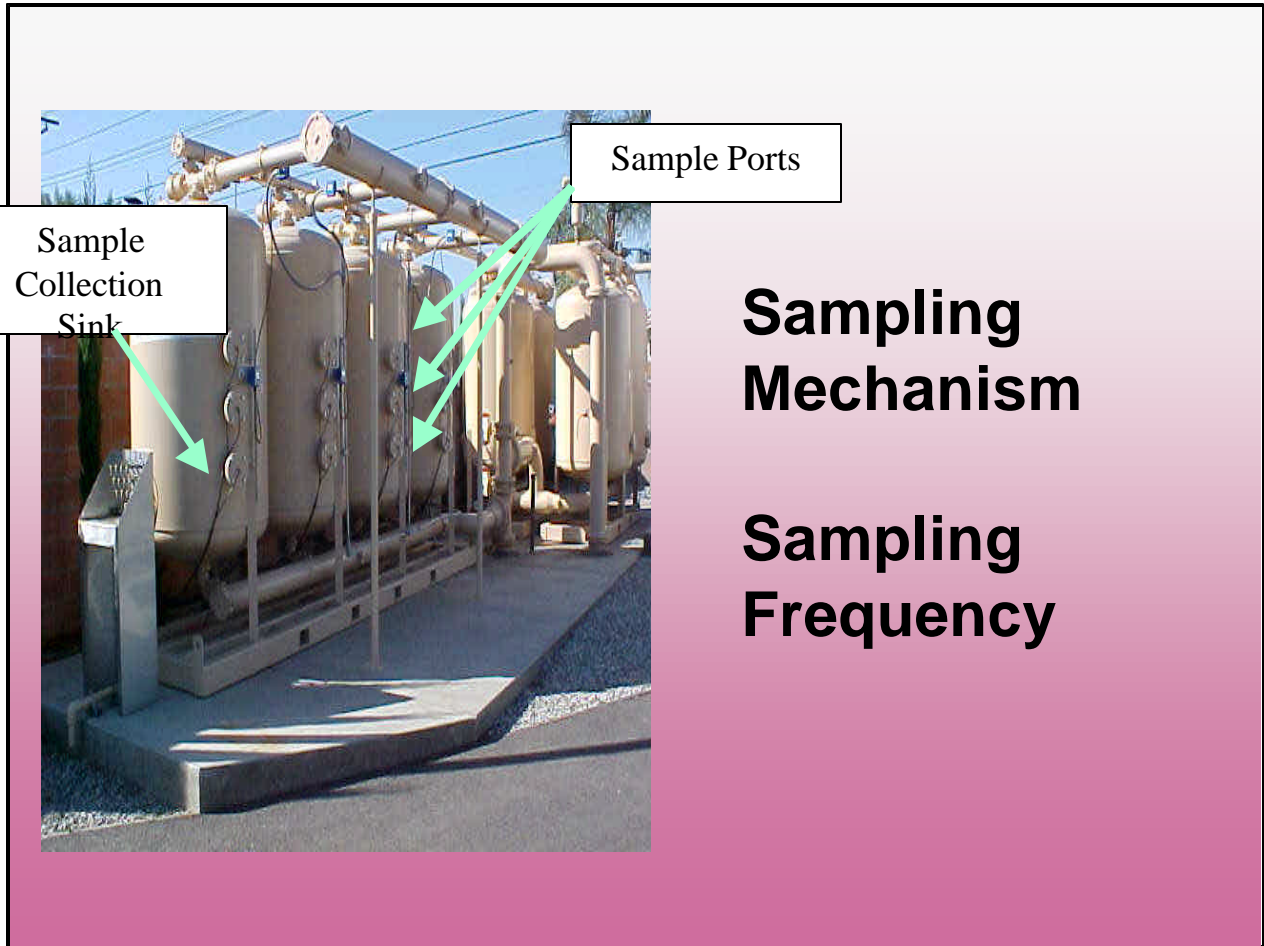 Sample Ports
Sample
Collection
Sink
Sampling
Mechanism
Sampling
Frequency